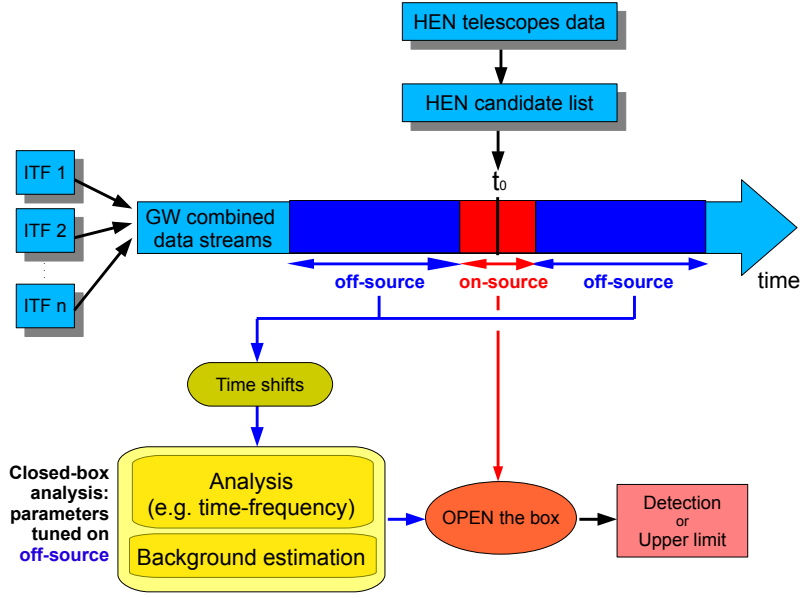 HEN telescopes data
HEN candidate list
t0
ITF 1
ITF 2
ITF n
GW combined
data streams
time
off-source
on-source
off-source
Time shifts
Closed-box
analysis:
parameters
tuned on
off-source
Analysis
(e.g. time-frequency)
Background estimation
OPEN the box
Detection
or
Upper limit